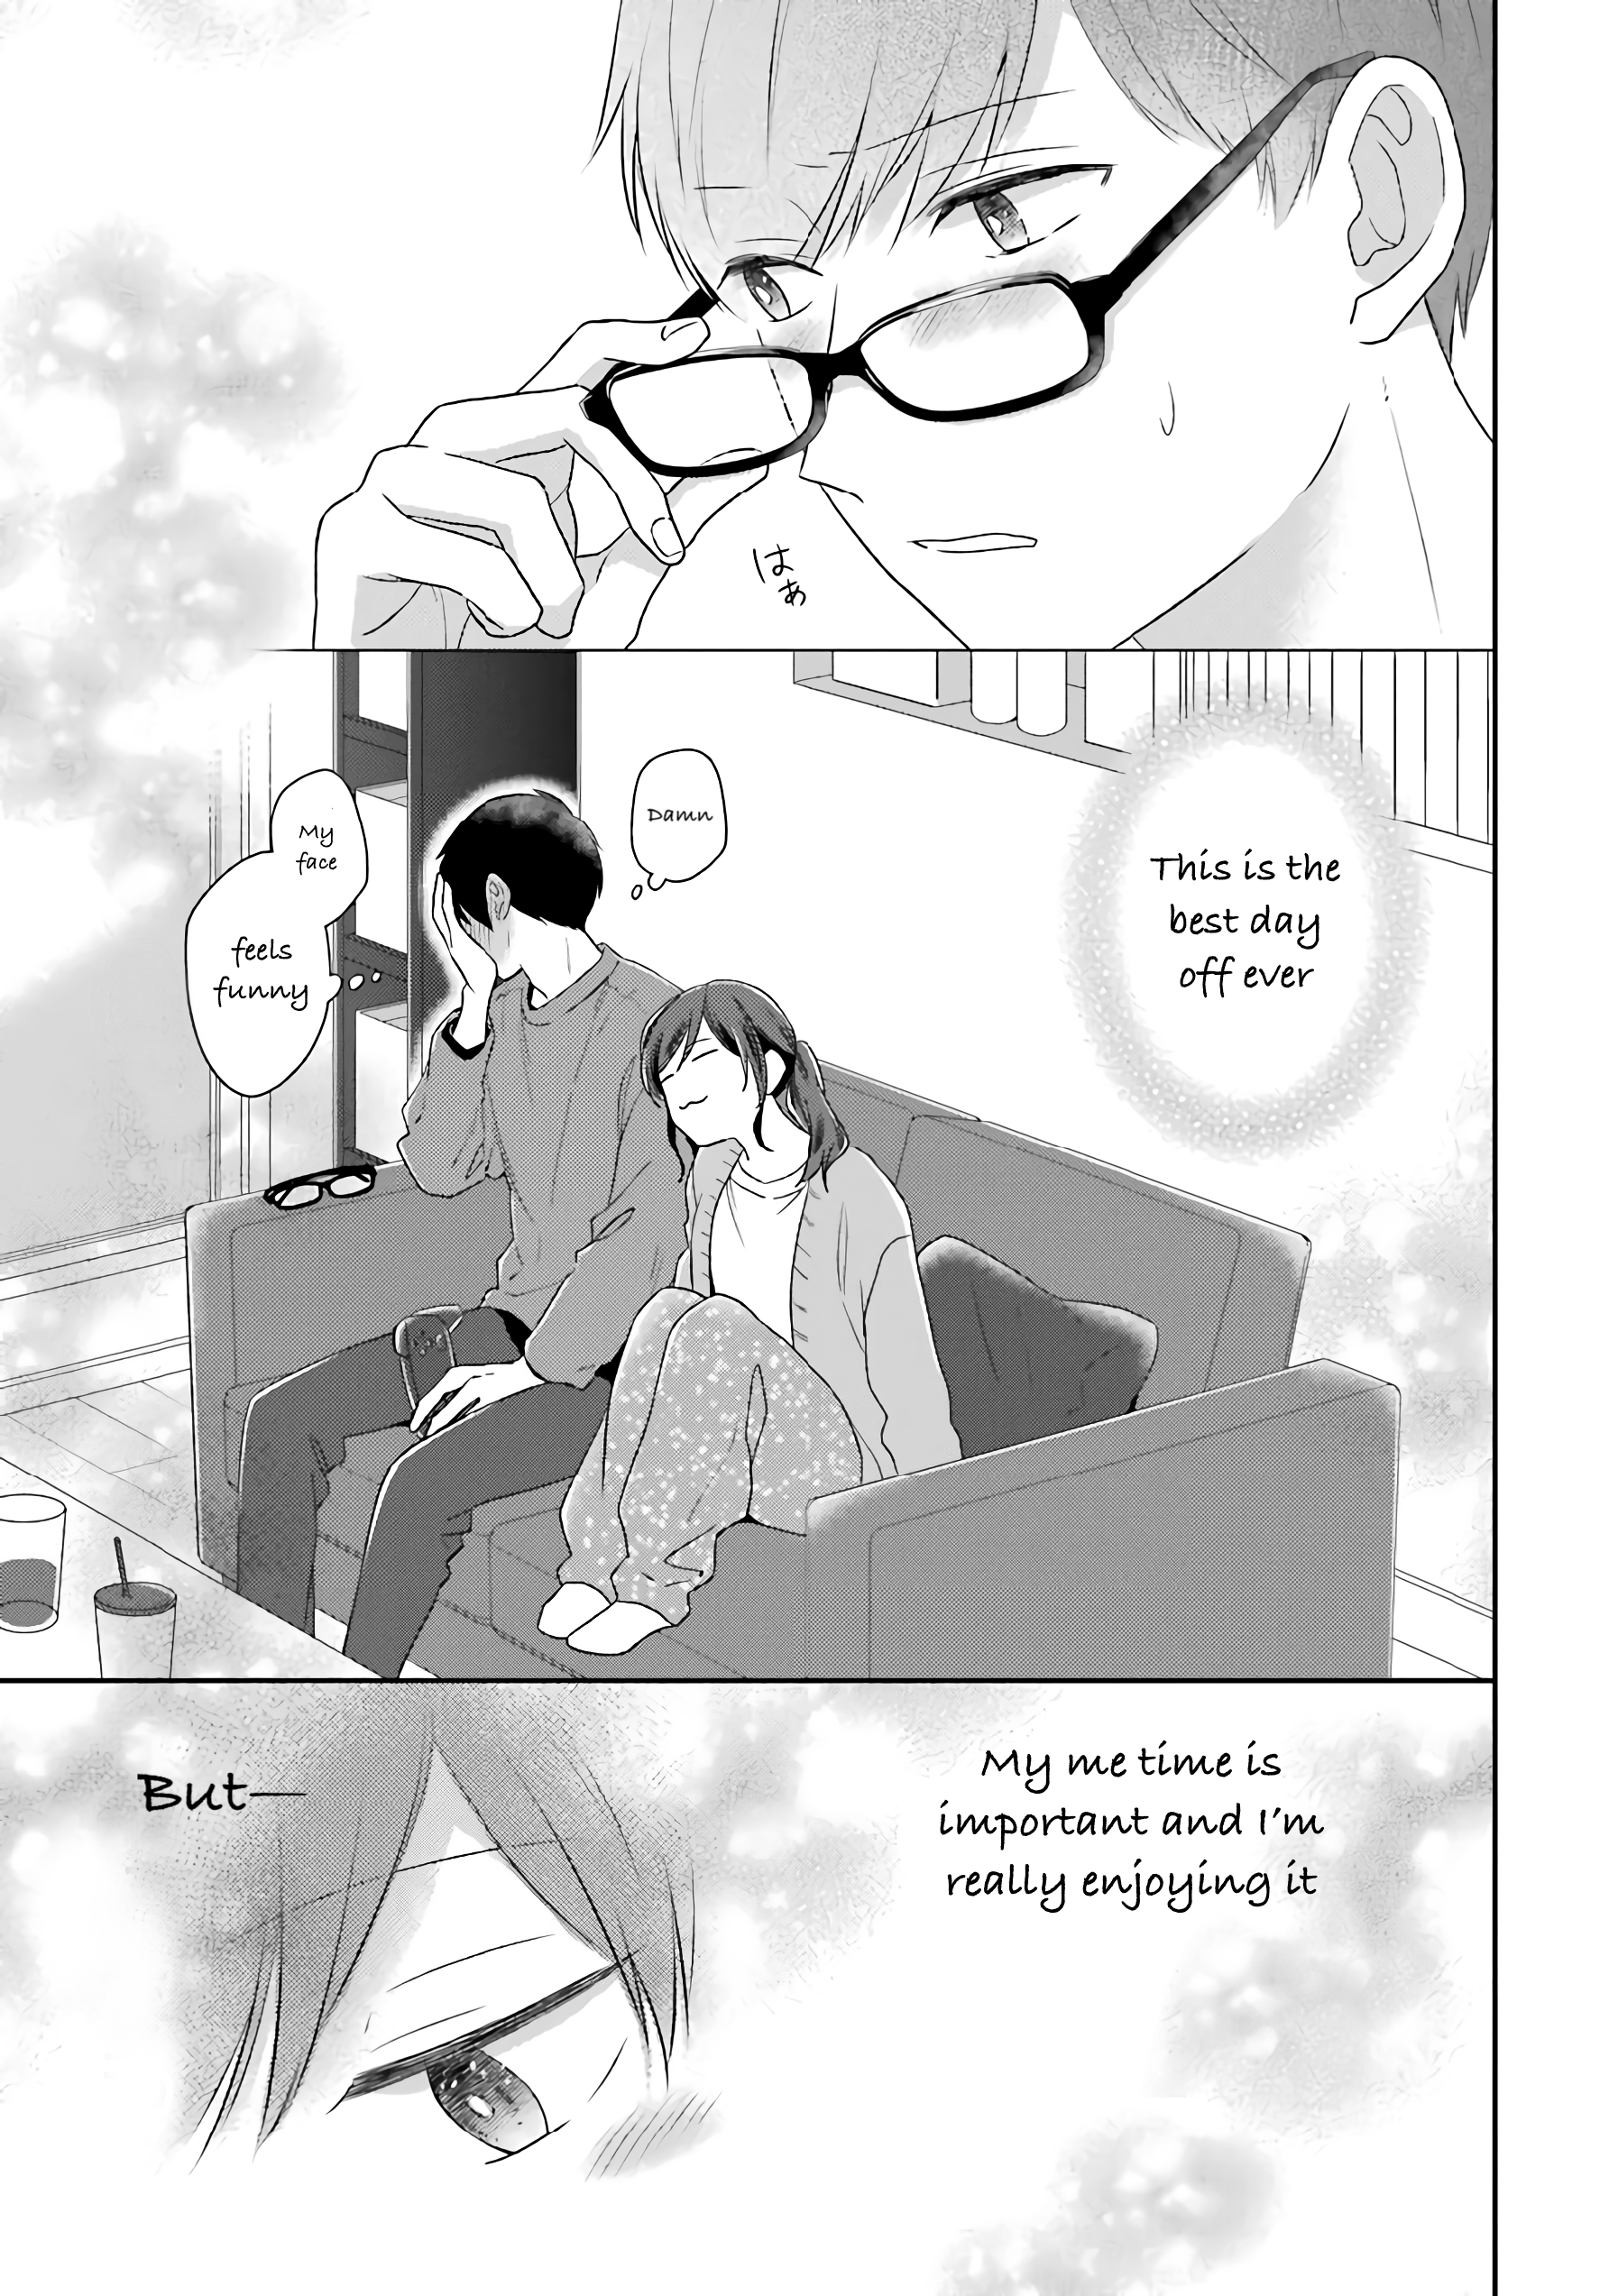 はぁ
This is the
best day
off ever
Damn
My
face
feels
funny
My me time is
important and I'm
really enjoying it
But—